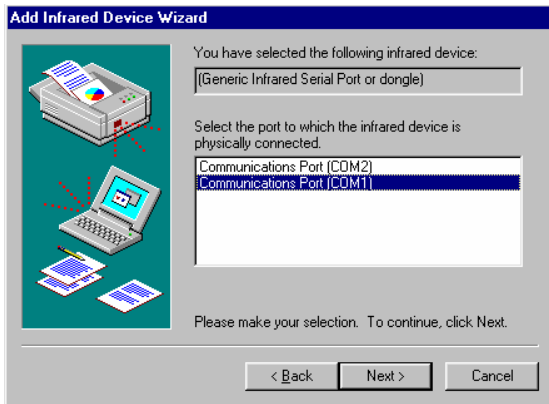 Add Infrared Device Wizard
You have selected the following infrared device:
(Generic Infrared Serial Port or dongle)
Select the port to which the infrared device is
physically connected.
Communications Port (COM2)
Communications Port (COM1)
Please make your selection.  To continue, click Next.
< Back
Next >
Cancel